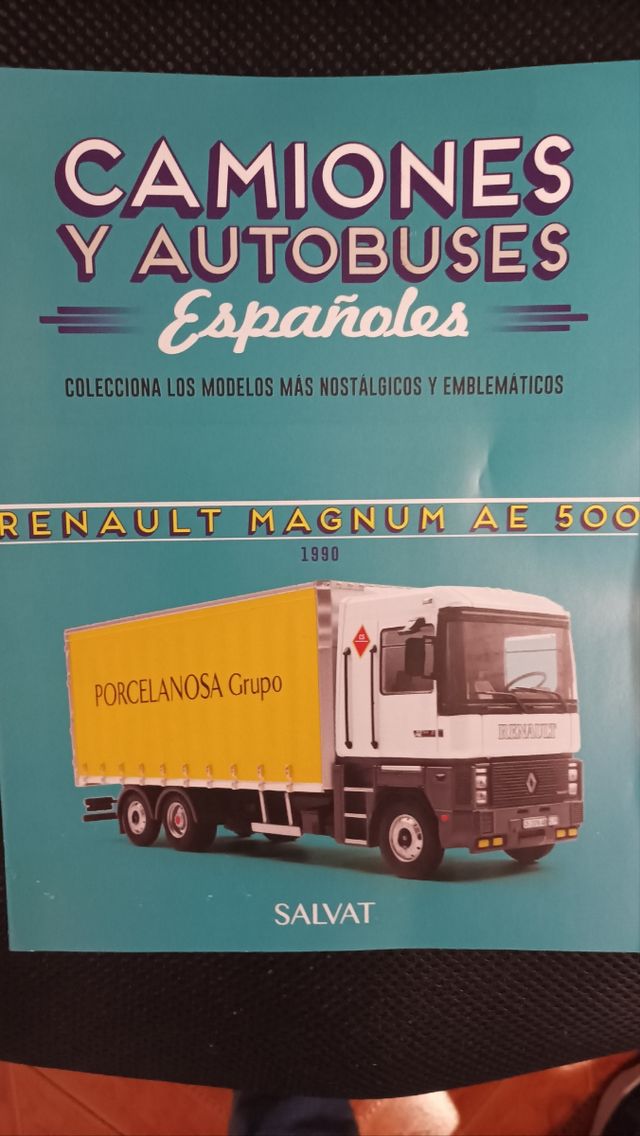 CAMIONES
Y AUTOBUSES
Españoles
COLECCIONA LOS MODELOS MÁS NOSTÁLGICOS Y EMBLEMÁTICOS
RENAULT MAGNUM AE 500
1990
PORCELANOSA Grupo
RENAULT
SALVAT